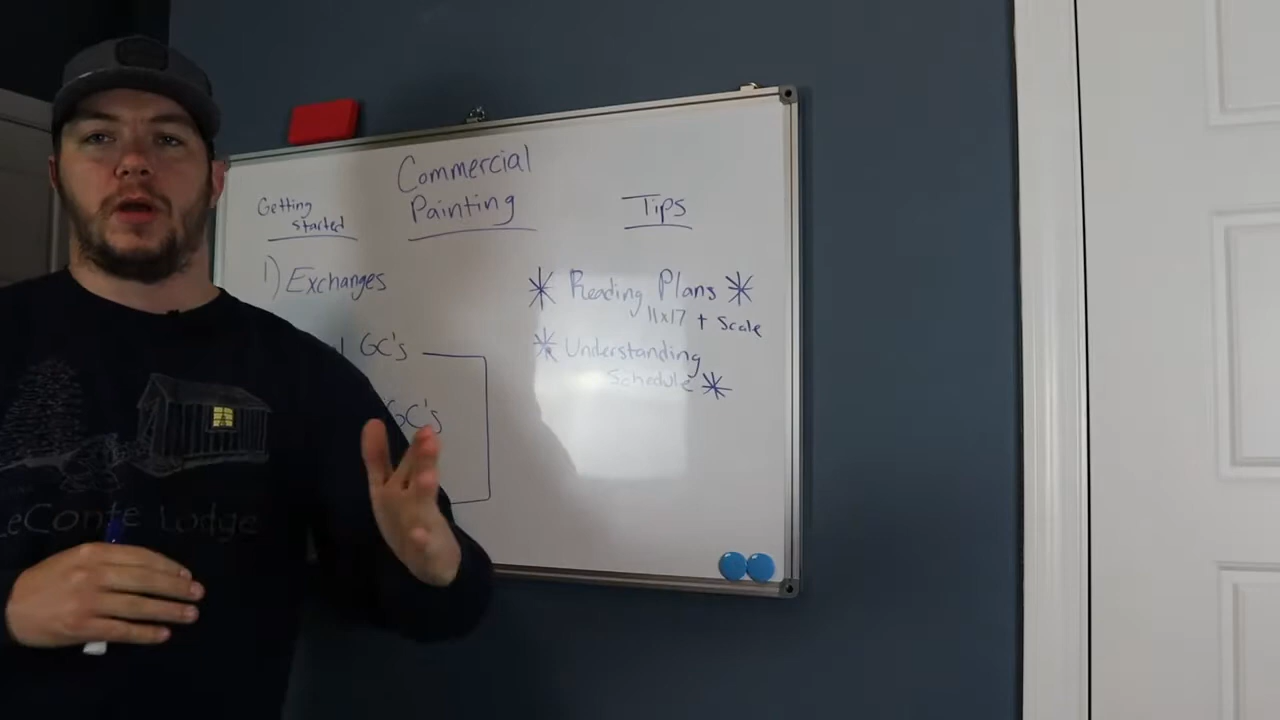 Commercial
Painting
Getting
started
1) Exchanges
GC's
GC's
Tips
* Reading Plans *
11x17 + Scale
* Understanding
Schedule *
LeConte Lodge